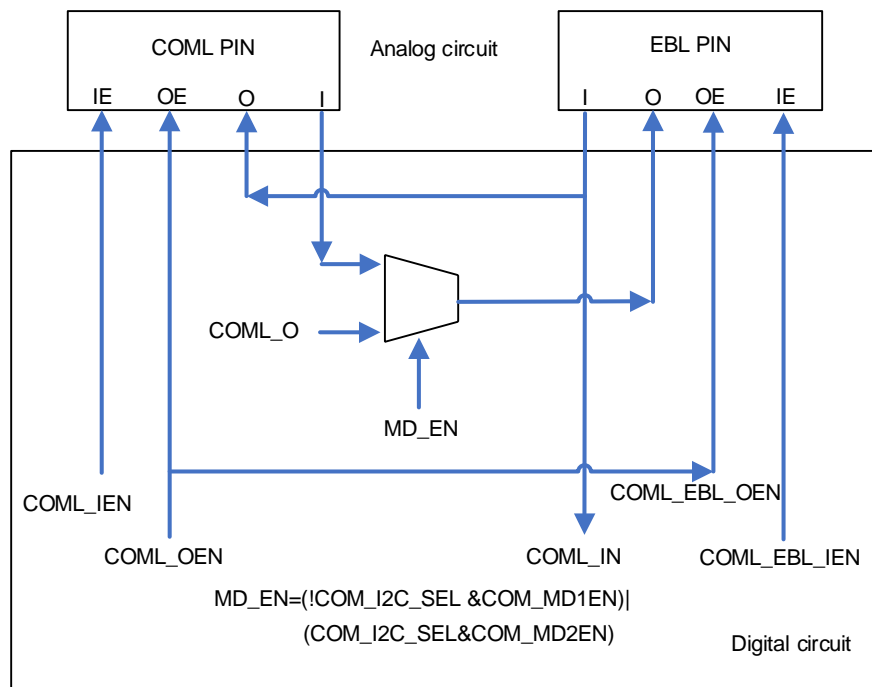 COML PIN
Analog circuit
EBL PIN
IE OE O I
I O OE IE
COML_O
MD_EN
COML_IEN
COML_EBL_OEN
COML_OEN
COML_IN
COML_EBL_IEN
MD_EN=(!COM_I2C_SEL &COM_MD1EN)|
(COM_I2C_SEL&COM_MD2EN)
Digital circuit